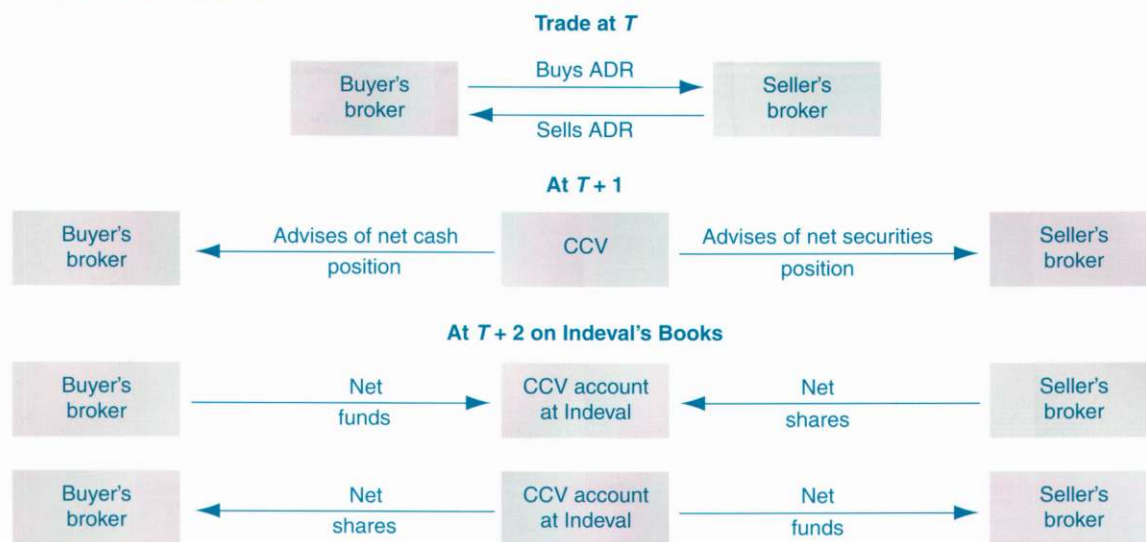 Trade at T
Buyer's
broker
Buys ADR
Sells ADR
Seller's
broker
At T + 1
Buyer's
broker
Advises of net cash
position
CCV
Advises of net securities
position
Seller's
broker
At T + 2 on Indeval's Books
Buyer's
broker
Net
funds
CCV account
at Indeval
Net
shares
Seller's
broker
Buyer's
broker
Net
shares
CCV account
at Indeval
Net
funds
Seller's
broker